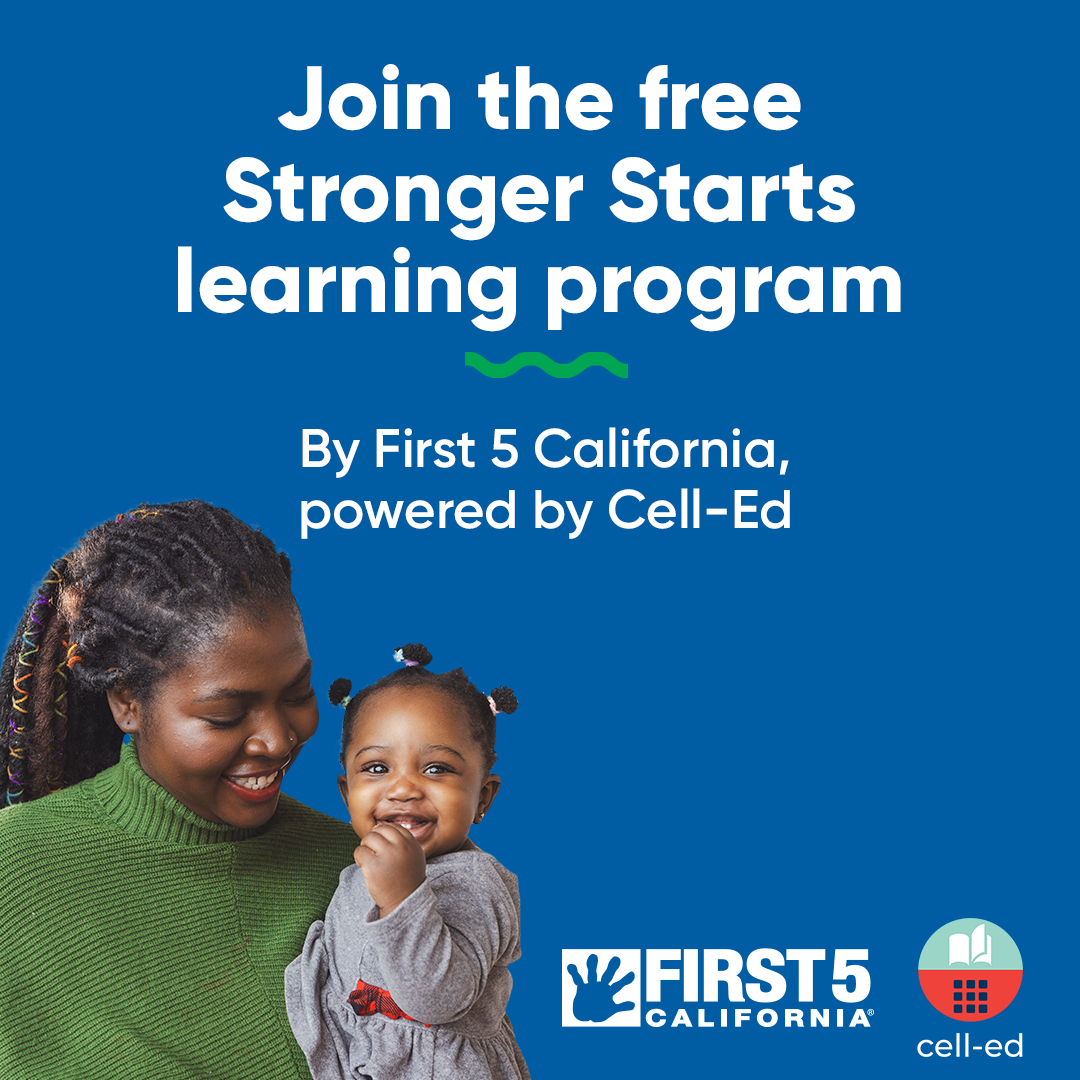 Join the free
Stronger Starts
learning program
By First 5 California,
powered by Cell-Ed
FIRST 5
CALIFORNIA®
cell-ed